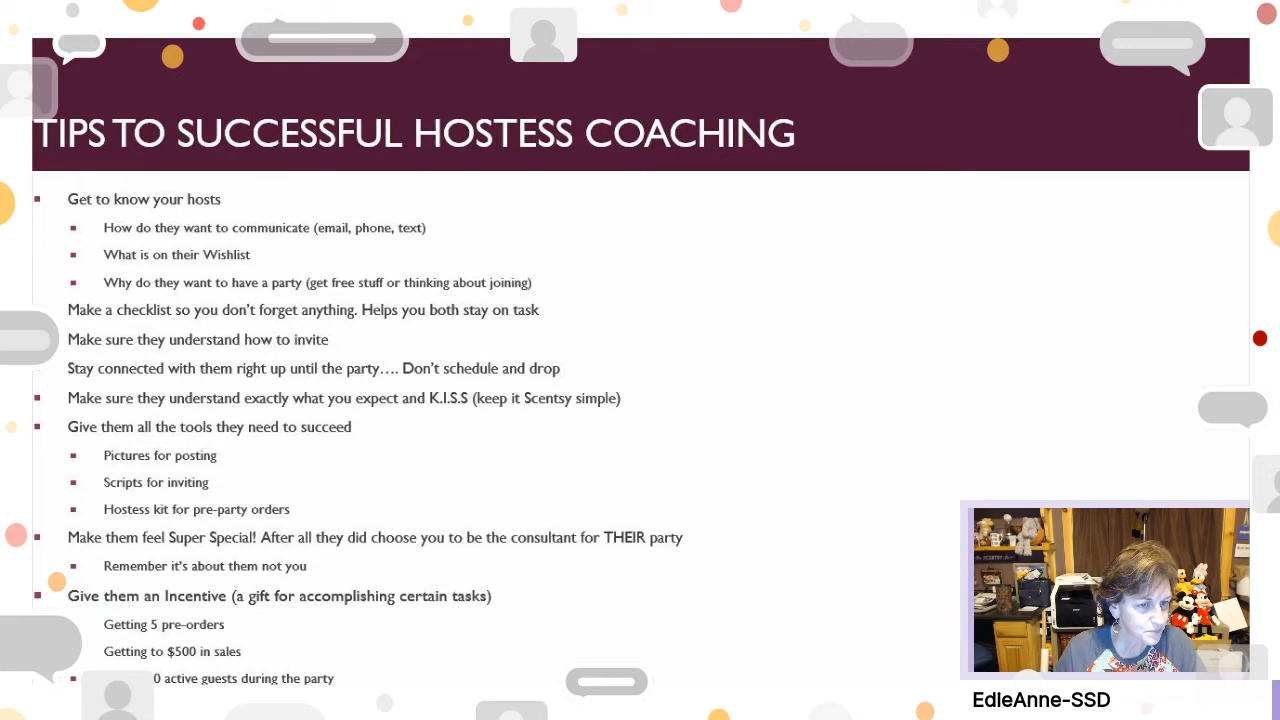 TIPS TO SUCCESSFUL HOSTESS COACHING
Get to know your hosts
How do they want to communicate (email, phone, text)
What is on their Wishlist
Why do they want to have a party (get free stuff or thinking about joining)
Make a checklist so you don't forget anything. Helps you both stay on task
Make sure they understand how to invite
Stay connected with them right up until the party…. Don't schedule and drop
Make sure they understand exactly what you expect and K.I.S.S (keep it Scentsy simple)
Give them all the tools they need to succeed
Pictures for posting
Scripts for inviting
Hostess kit for pre-party orders
Make them feel Super Special! After all they did choose you to be the consultant for THEIR party
Remember it's about them not you
Give them an Incentive (a gift for accomplishing certain tasks)
Getting 5 pre-orders
Getting to $500 in sales
active guests during the party
EdieAnne-SSD